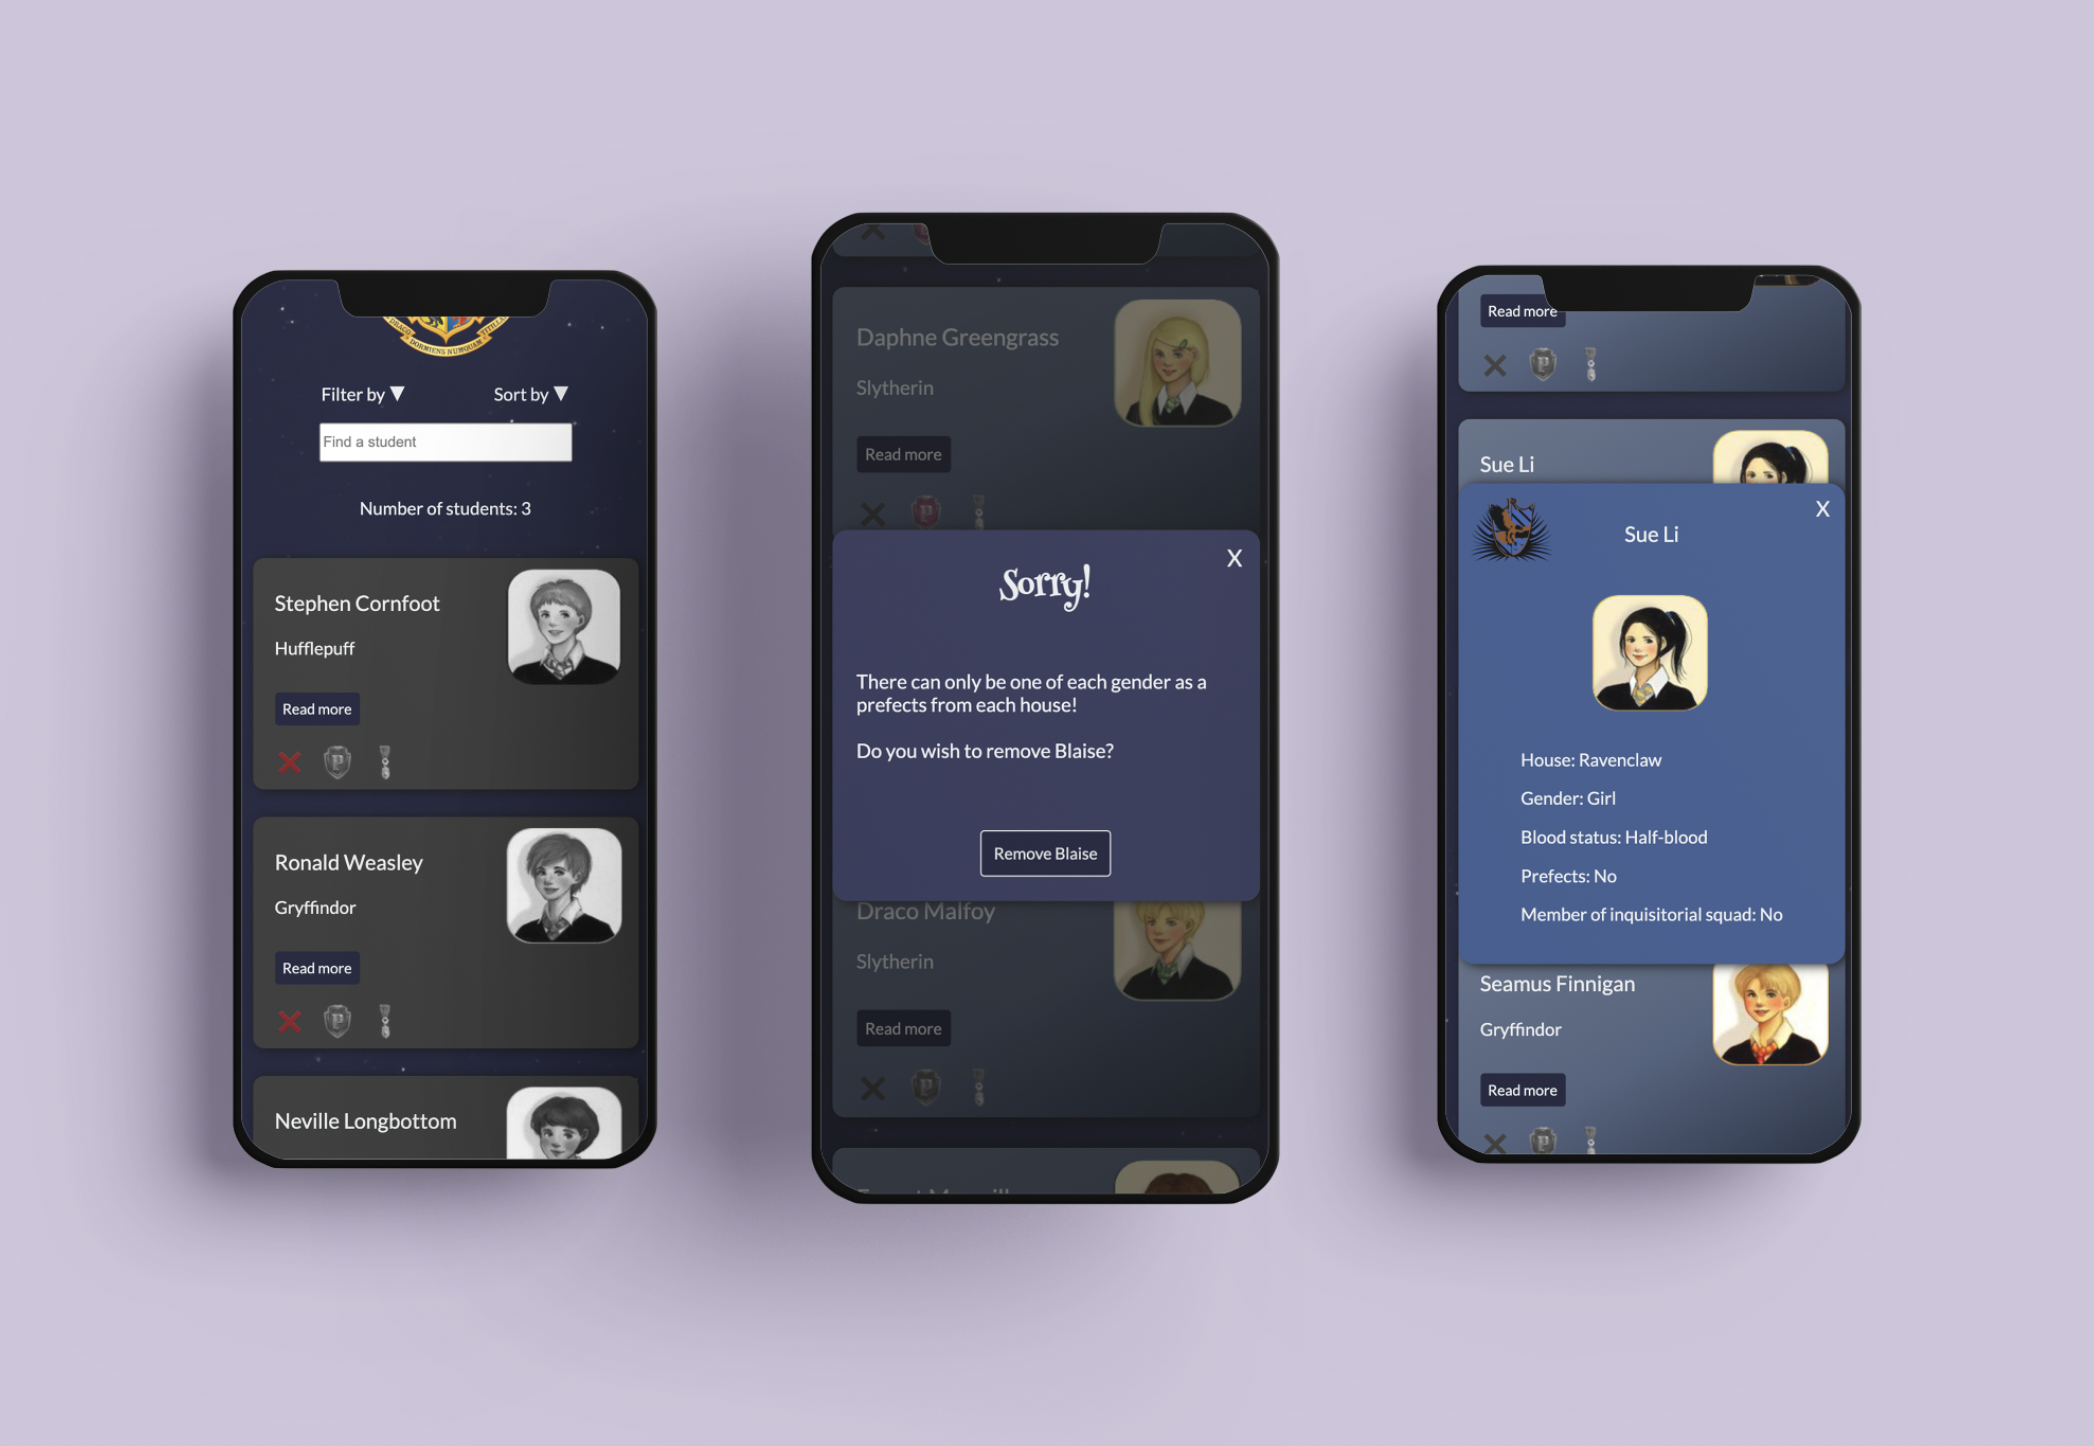 DRACO DORMIENS NUNQUAM TITILLANDUS
Filter by ▼
Sort by ▼
Find a student
Number of students: 3
Stephen Cornfoot
Hufflepuff
Read more
P
Ronald Weasley
Gryffindor
Read more
P
Neville Longbottom
Daphne Greengrass
Slytherin
Read more
P
X
Sorry!
There can only be one of each gender as a
prefects from each house!
Do you wish to remove Blaise?
Remove Blaise
Draco Malfoy
Slytherin
Read more
P
Read more
P
Sue Li
X
Sue Li
House: Ravenclaw
Gender: Girl
Blood status: Half-blood
Prefects: No
Member of inquisitorial squad: No
Seamus Finnigan
Gryffindor
Read more
P